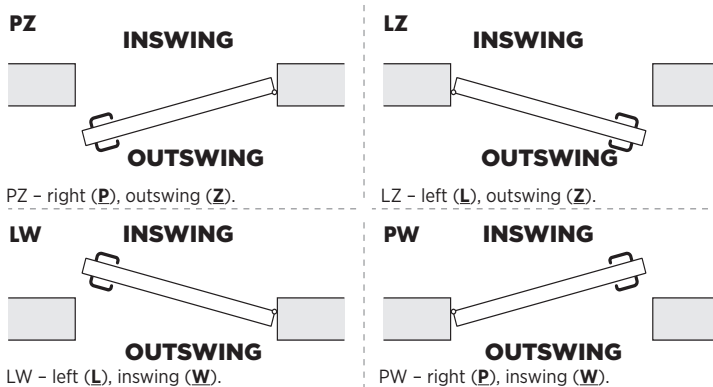 PZ
INSWING
OUTSWING
PZ – right (P), outswing (Z).
LZ
INSWING
OUTSWING
LZ – left (L), outswing (Z).
LW
INSWING
OUTSWING
LW – left (L), inswing (W).
PW
INSWING
OUTSWING
PW – right (P), inswing (W).